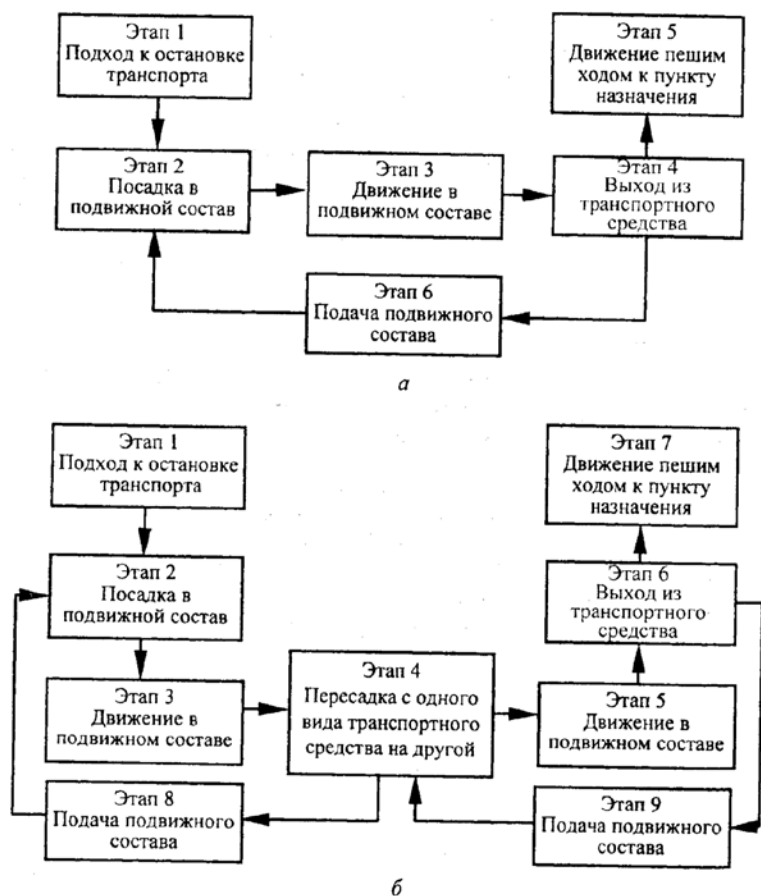 Этап 1
Подход к остановке
транспорта
Этап 5
Движение пешим
ходом к пункту
назначения
Этап 2
Посадка в
подвижной состав
Этап 3
Движение в
подвижном составе
Этап 4
Выход из
транспортного
средства
Этап 6
Подача подвижного
состава
а
Этап 1
Подход к остановке
транспорта
Этап 7
Движение пешим
ходом к пункту
назначения
Этап 2
Посадка в
подвижной состав
Этап 6
Выход из
транспортного
средства
Этап 3
Движение в
подвижном составе
Этап 4
Пересадка с одного
вида транспортного
средства на другой
Этап 5
Движение в
подвижном составе
Этап 8
Подача подвижного
состава
Этап 9
Подача подвижного
состава
б